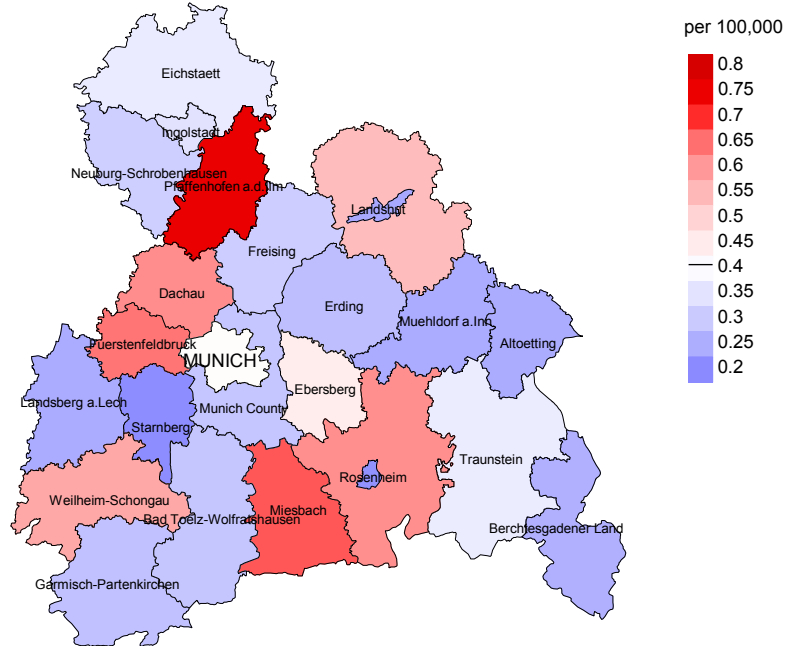 per 100,000
0.8
0.75
0.7
0.65
0.6
0.55
0.5
0.45
0.4
0.35
0.3
0.25
0.2
Eichstaett
Ingolstadt
Neuburg-Schrobenhausen
Pfaffenhofen a.d.Ilm
Landshut
Freising
Dachau
Erding
Muehldorf a.Inn
Altoetting
Fuerstenfeldbruck
MUNICH
Ebersberg
Landsberg a.Lech
Munich County
Starnberg
Traunstein
Rosenheim
Weilheim-Schongau
Miesbach
Bad Toelz-Wolfratshausen
Berchtesgadener Land
Garmisch-Partenkirchen